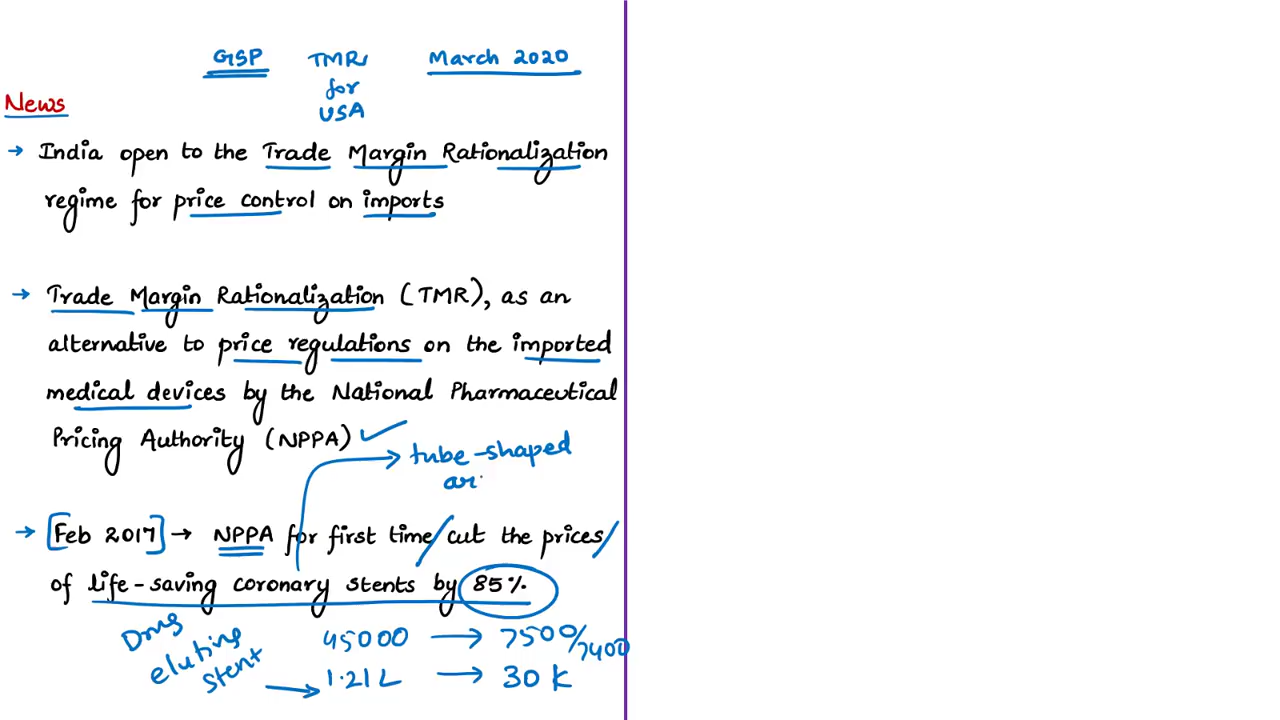 GSP TMR March 2020
for
USA
News
→ India open to the Trade Margin Rationalization
regime for price control on imports
→ Trade Margin Rationalization (TMR), as an
alternative to price regulations on the imported
medical devices by the National Pharmaceutical
Pricing Authority (NPPA)
→ tube-shaped
ar
→ [Feb 2017] → NPPA for first time / cut the prices /
of life-saving coronary stents by 85%
Drug 45000 → 7500/7400
eluting
stent → 1.21 L → 30 K